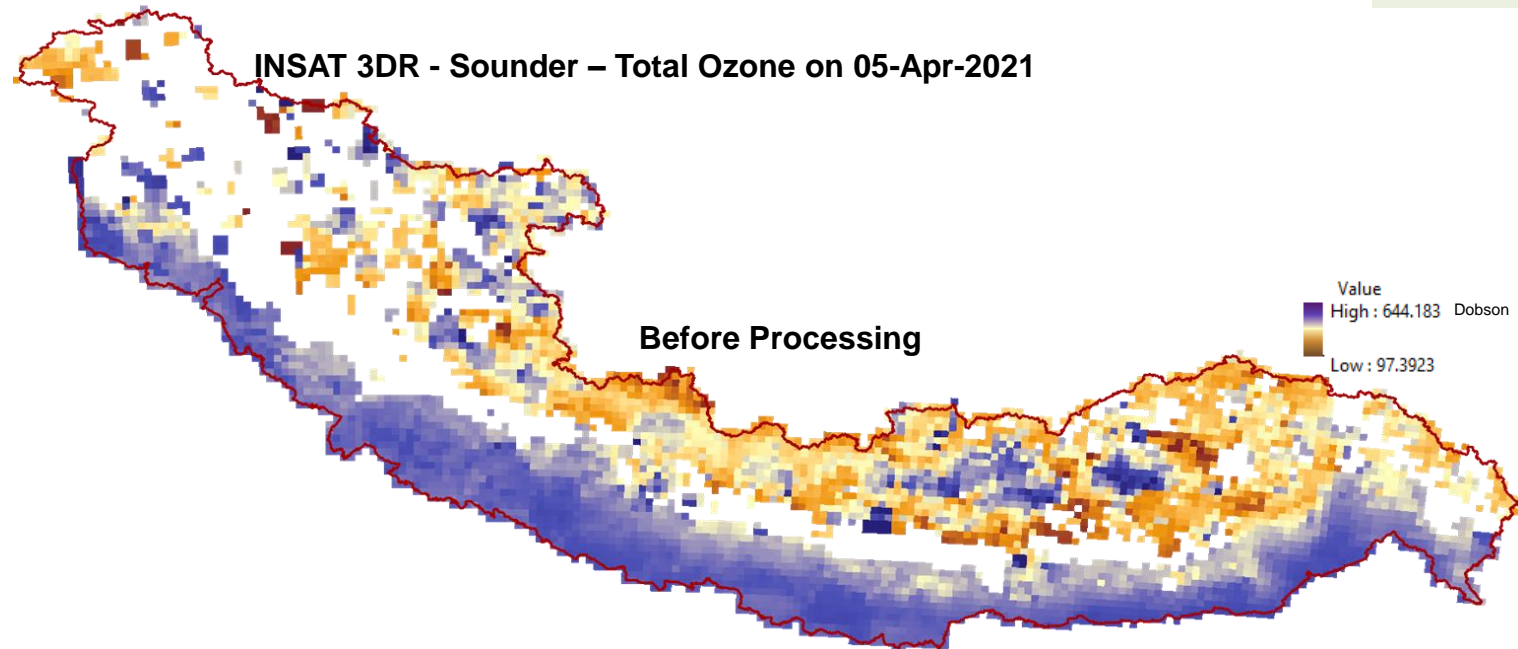 INSAT 3DR - Sounder – Total Ozone on 05-Apr-2021
Before Processing
Value
High : 644.183 Dobson
Low : 97.3923